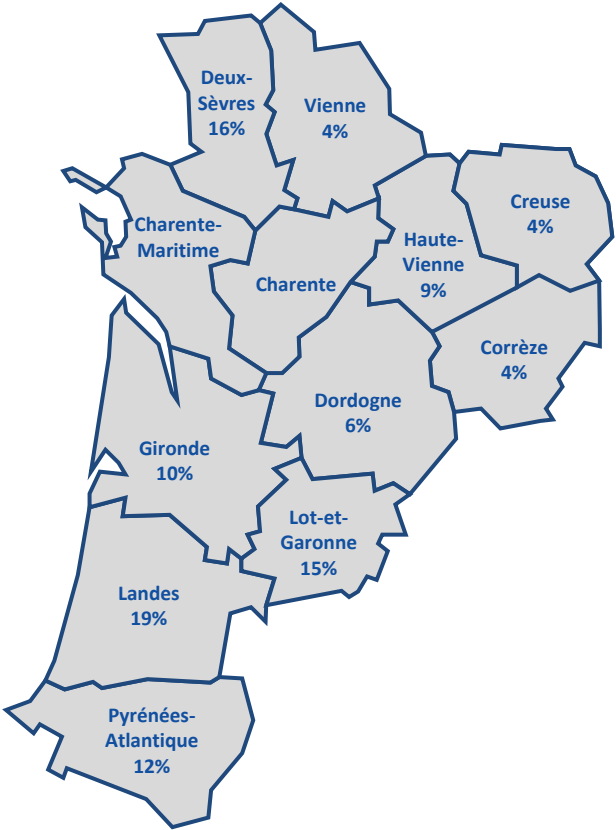 Deux-
Sèvres
16%
Vienne
4%
Creuse
4%
Charente-
Maritime
Haute-
Vienne
9%
Charente
Corrèze
4%
Dordogne
6%
Gironde
10%
Lot-et-
Garonne
15%
Landes
19%
Pyrénées-
Atlantique
12%